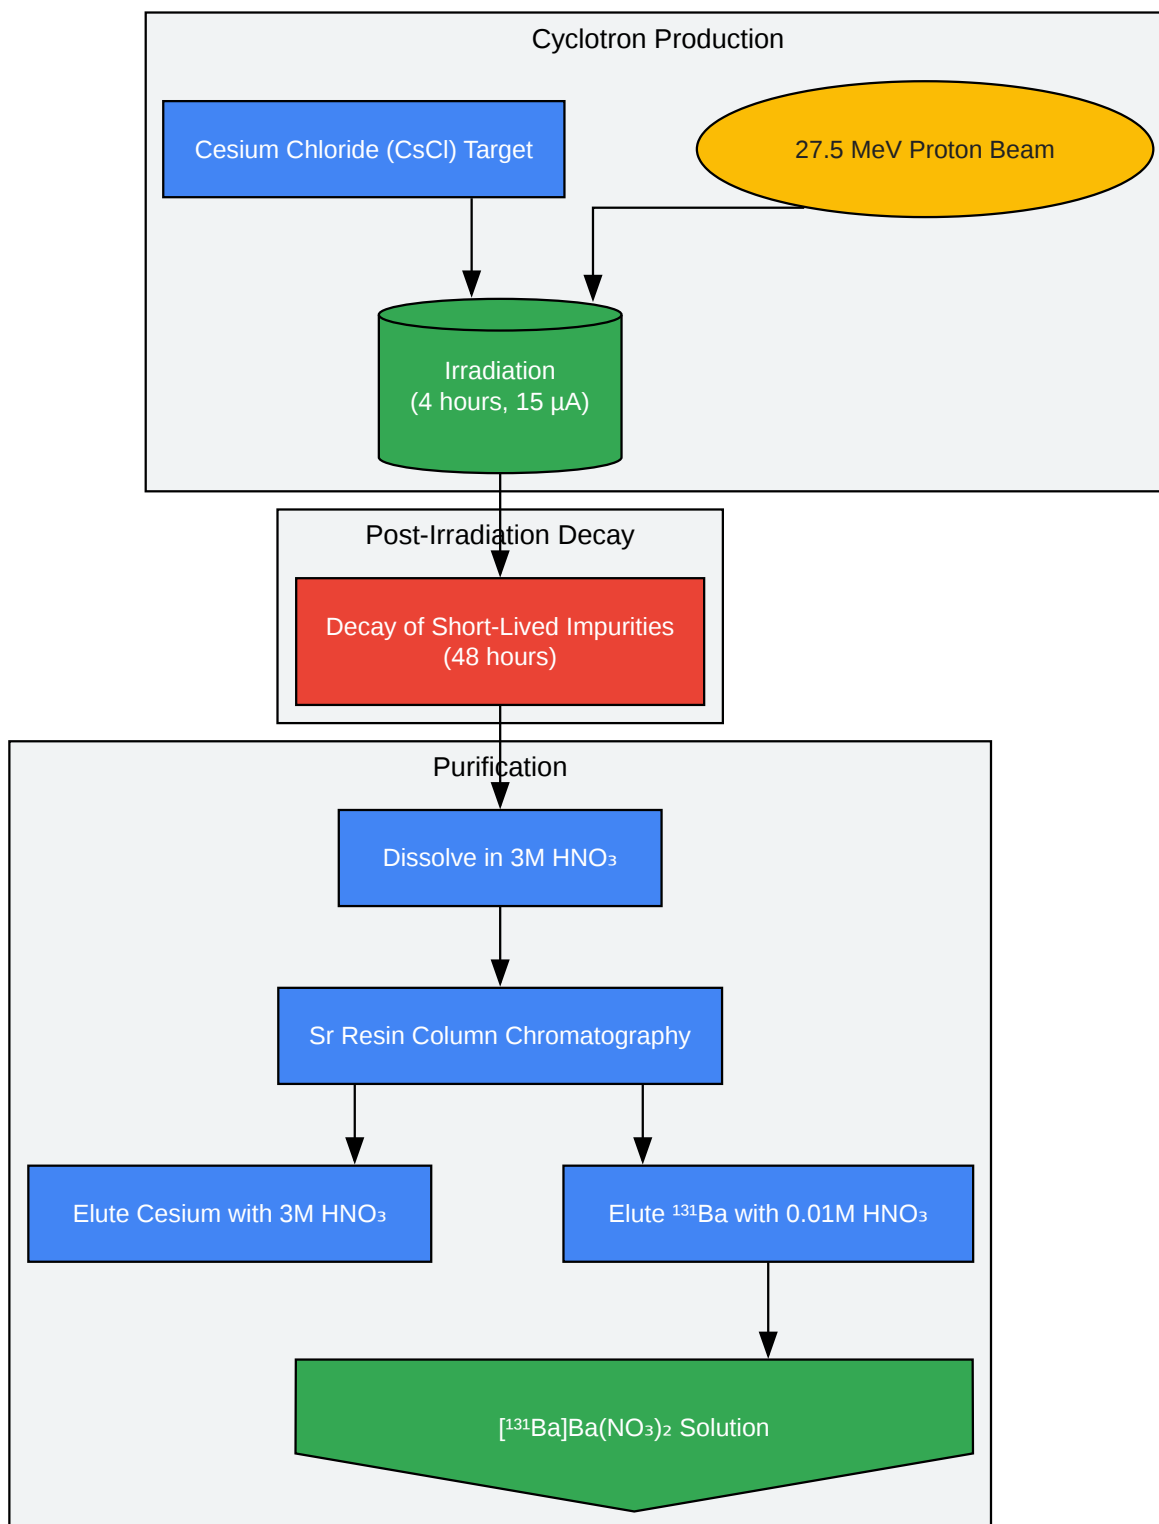 Cyclotron Production
Cesium Chloride (CsCl) Target
27.5 MeV Proton Beam
Irradiation
(4 hours, 15 µA)
Post-Irradiation Decay
Decay of Short-Lived Impurities
(48 hours)
Purification
Dissolve in 3M HNO₃
Sr Resin Column Chromatography
Elute Cesium with 3M HNO₃
Elute ¹³¹Ba with 0.01M HNO₃
[¹³¹Ba]Ba(NO₃)₂ Solution